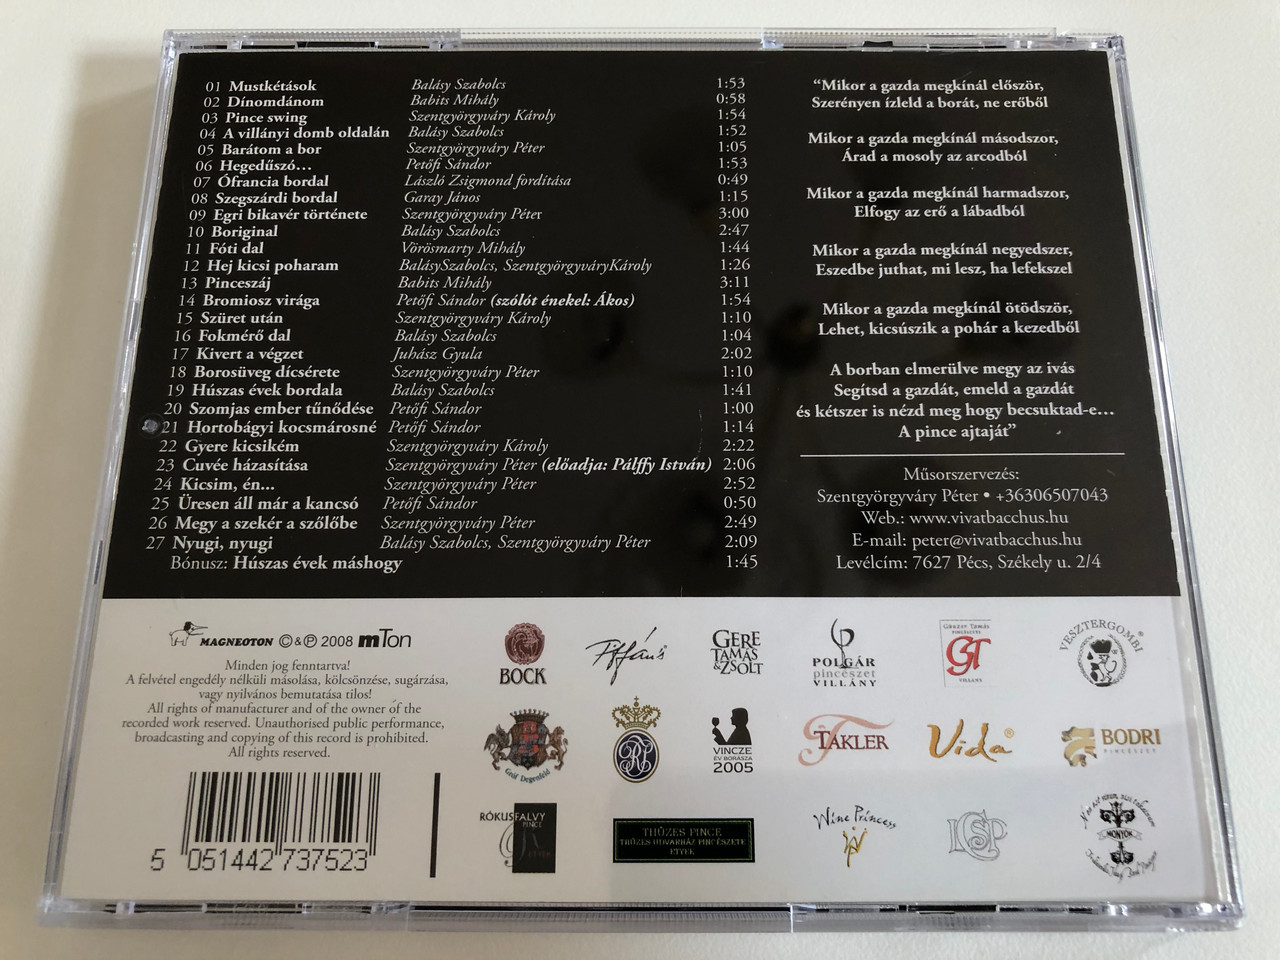 01 Mustkétások Balásy Szabolcs 1:53
02 Dínomdánom Babits Mihály 0:58
03 Pince swing Szentgyörgyváry Károly 1:54
04 A villányi domb oldalán Balásy Szabolcs 1:52
05 Barátom a bor Szentgyörgyváry Péter 1:05
06 Hegedűszó... Petőfi Sándor 1:53
07 Ófrancia bordal László Zsigmond fordítása 0:49
08 Szegszárdi bordal Garay János 1:15
09 Egri bikavér története Szentgyörgyváry Péter 3:00
10 Boriginal Balásy Szabolcs 2:47
11 Fóti dal Vörösmarty Mihály 1:44
12 Hej kicsi poharam BalásySzabolcs, SzentgyörgyváryKároly 1:26
13 Pinceszáj Babits Mihály 3:11
14 Bromiosz virága Petőfi Sándor (szólót énekel: Ákos) 1:54
15 Szüret után Szentgyörgyváry Károly 1:10
16 Fokmérő dal Balásy Szabolcs 1:04
17 Kivert a végzet Juhász Gyula 2:02
18 Borosüveg dícsérete Szentgyörgyváry Péter 1:10
19 Húszas évek bordala Balásy Szabolcs 1:41
20 Szomjas ember tűnődése Petőfi Sándor 1:00
21 Hortobágyi kocsmárosné Petőfi Sándor 1:14
22 Gyere kicsikém Szentgyörgyváry Károly 2:22
23 Cuvée házasítása Szentgyörgyváry Péter (előadja: Pálffy István) 2:06
24 Kicsim, én... Szentgyörgyváry Péter 2:52
25 Üresen áll már a kancsó Petőfi Sándor 0:50
26 Megy a szekér a szőlőbe Szentgyörgyváry Péter 2:49
27 Nyugi, nyugi Balásy Szabolcs, Szentgyörgyváry Péter 2:09
Bónusz: Húszas évek máshogy 1:45
“Mikor a gazda megkínál először,
Szerényen ízleld a borát, ne erőből
Mikor a gazda megkínál másodszor,
Árad a mosoly az arcodból
Mikor a gazda megkínál harmadszor,
Elfogy az erő a lábadból
Mikor a gazda megkínál negyedszer,
Eszedbe juthat, mi lesz, ha lefekszel
Mikor a gazda megkínál ötödször,
Lehet, kicsúszik a pohár a kezedből
A borban elmerülve megy az ivás
Segítsd a gazdát, emeld a gazdát
és kétszer is nézd meg hogy becsuktad-e...
A pince ajtaját”
Műsorszervezés:
Szentgyörgyváry Péter • +36306507043
Web.: www.vivatbacchus.hu
E-mail: peter@vivatbacchus.hu
Levélcím: 7627 Pécs, Székely u. 2/4
MAGNEOTON ©&℗ 2008 mTon
Minden jog fenntartva!
A felvétel engedély nélküli másolása, kölcsönzése, sugárzása,
vagy nyilvános bemutatása tilos!
All rights of manufacturer and of the owner of the
recorded work reserved. Unauthorised public performance,
broadcasting and copying of this record is prohibited.
All rights reserved.
5 051442 737523
BOCK
Tiffán's
GERE
TAMÁS
& ZSOLT
POLGÁR
pincészet
VILLÁNY
Günzer Tamás
PINCÉSZETE
GT
VILLÁNY
VESZTERGOMBI®
Gróf Degenfeld
VINCZE
ÉV BORÁSZA
2005
TAKLER
Vida®
BODRI
PINCÉSZET
RÓKUSFALVY
PINCE
ETYEK
THÚZES PINCE
THÚZES UDVARHÁZ PINCÉSZETE
ETYEK
Wine Princess